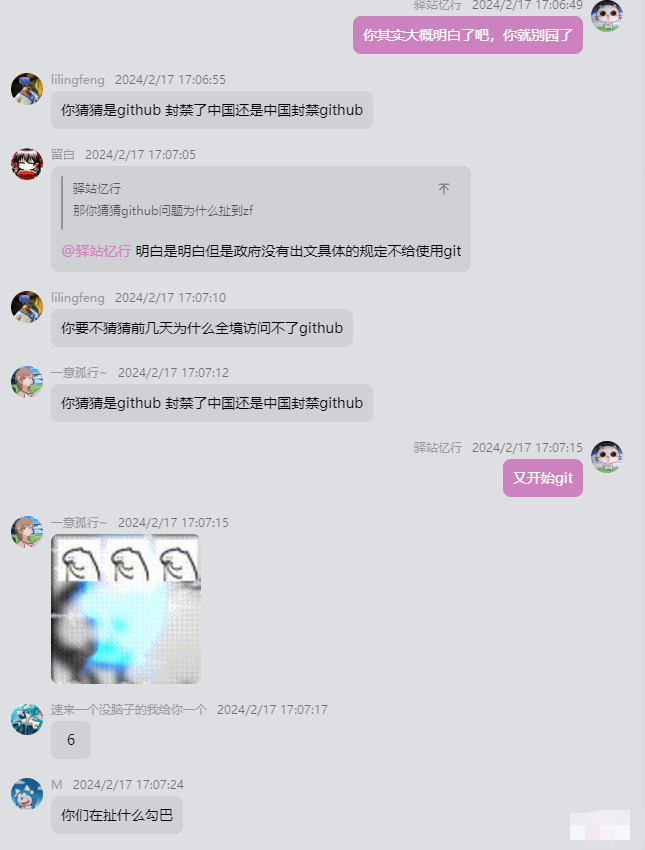 驿站忆行 2024/2/17 17:06:49
你其实大概明白了吧，你就别园了
lilingfeng 2024/2/17 17:06:55
你猜猜是github 封禁了中国还是中国封禁github
留白 2024/2/17 17:07:05
驿站忆行
那你猜猜github问题为什么扯到zf
@驿站忆行 明白是明白但是政府没有出文具体的规定不给使用git
lilingfeng 2024/2/17 17:07:10
你要不猜猜前几天为什么全境访问不了github
一意孤行~ 2024/2/17 17:07:12
你猜猜是github 封禁了中国还是中国封禁github
驿站忆行 2024/2/17 17:07:15
又开始git
一意孤行~ 2024/2/17 17:07:15
速来一个没脑子的我给你一个 2024/2/17 17:07:17
6
M 2024/2/17 17:07:24
你们在扯什么勾巴